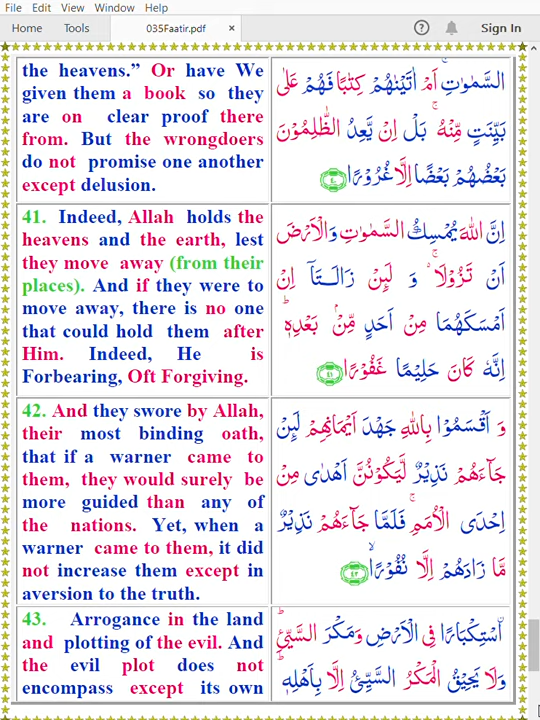 File Edit View Window Help
Home Tools 035Faatir.pdf × ? Sign In
the heavens.” Or have We
given them a book so they
are on clear proof there
from. But the wrongdoers
do not promise one another
except delusion.
السَّمٰوٰتِۚ اَمْ اٰتَيْنٰهُمْ كِتٰبًا فَهُمْ عَلٰى
بَيِّنَتٍ مِّنْهُۚ بَلْ اِنْ يَّعِدُ الظّٰلِمُوْنَ
بَعْضُهُمْ بَعْضًا اِلَّا غُرُوْرًا ۴۰
41. Indeed, Allah holds the
heavens and the earth, lest
they move away (from their
places). And if they were to
move away, there is no one
that could hold them after
Him. Indeed, He is
Forbearing, Oft Forgiving.
اِنَّ اللّٰهَ يُمْسِكُ السَّمٰوٰتِ وَالْاَرْضَ
اَنْ تَزُوْلَا ۚ وَ لَىِٕنْ زَالَتَاۤ اِنْ
اَمْسَكَهُمَا مِنْ اَحَدٍ مِّنْۢ بَعْدِهٖؕ
اِنَّهٗ كَانَ حَلِيْمًا غَفُوْرًا ۴۱
42. And they swore by Allah,
their most binding oath,
that if a warner came to
them, they would surely be
more guided than any of
the nations. Yet, when a
warner came to them, it did
not increase them except in
aversion to the truth.
وَ اَقْسَمُوْا بِاللّٰهِ جَهْدَ اَيْمَانِهِمْ لَىِٕنْ
جَآءَهُمْ نَذِيْرٌ لَّيَكُوْنُنَّ اَهْدٰى مِنْ
اِحْدَى الْاُمَمِۚ فَلَمَّا جَآءَهُمْ نَذِيْرٌ
مَّا زَادَهُمْ اِلَّا نُفُوْرًاۙ ۴۲
43. Arrogance in the land
and plotting of the evil. And
the evil plot does not
encompass except its own
اۨسْتِكْبَارًا فِى الْاَرْضِ وَمَكْرَ السَّيِّئِؕ
وَلَا يَحِيْقُ الْمَكْرُ السَّيِّئُ اِلَّا بِاَهْلِهٖؕ